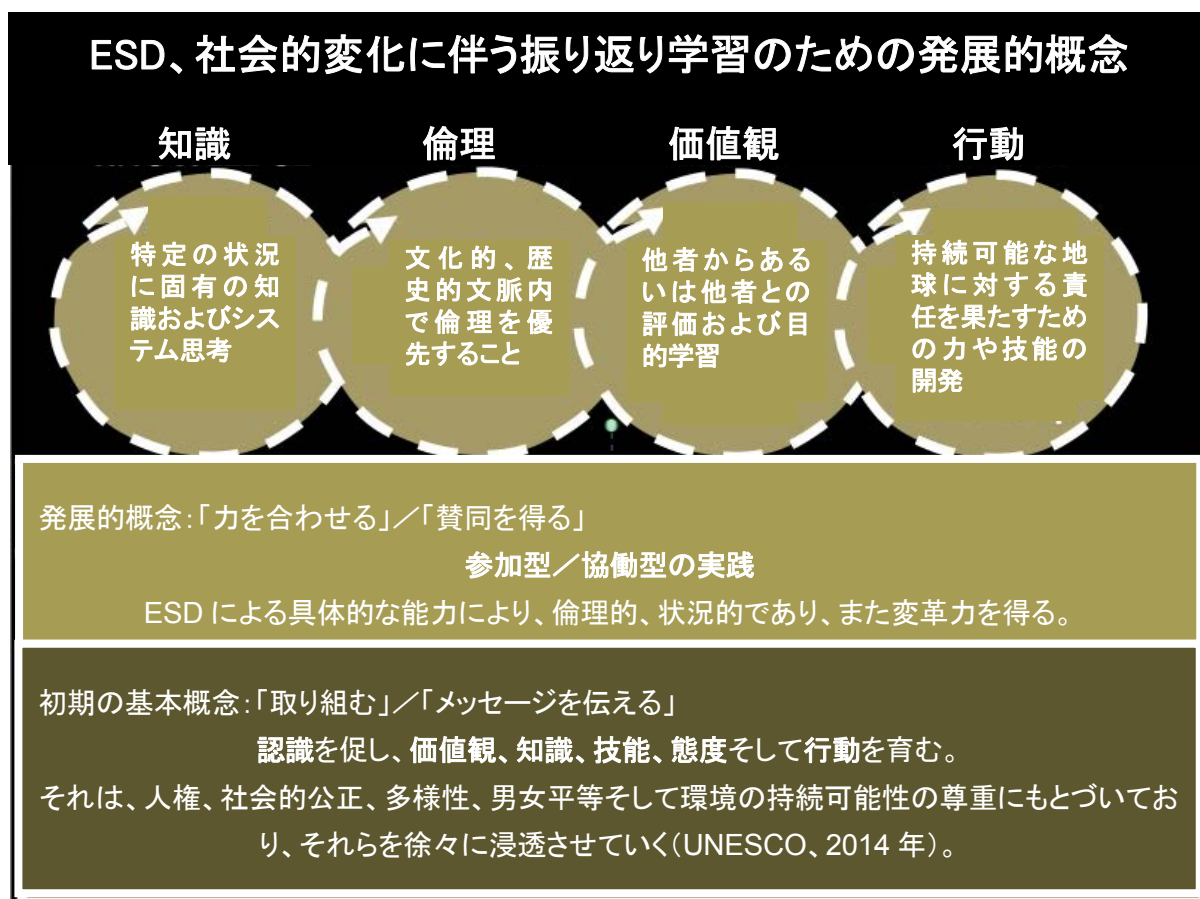 ESD、社会的変化に伴う振り返り学習のための発展的概念
知識
倫理
価値観
行動
特定の状況
に固有の知
識およびシス
テム思考
文化的、歴
史的文脈内
で倫理を優
先すること
他者からある
いは他者との
評価および目
的学習
持続可能な地
球に対する責
任を果たすため
の力や技能の
開発
発展的概念:「力を合わせる」／「賛同を得る」
参加型／協働型の実践
ESD による具体的な能力により、倫理的、状況的であり、また変革力を得る。
初期の基本概念:「取り組む」／「メッセージを伝える」
認識を促し、価値観、知識、技能、態度そして行動を育む。
それは、人権、社会的公正、多様性、男女平等そして環境の持続可能性の尊重にもとづいてお
り、それらを徐々に浸透させていく(UNESCO、2014 年)。